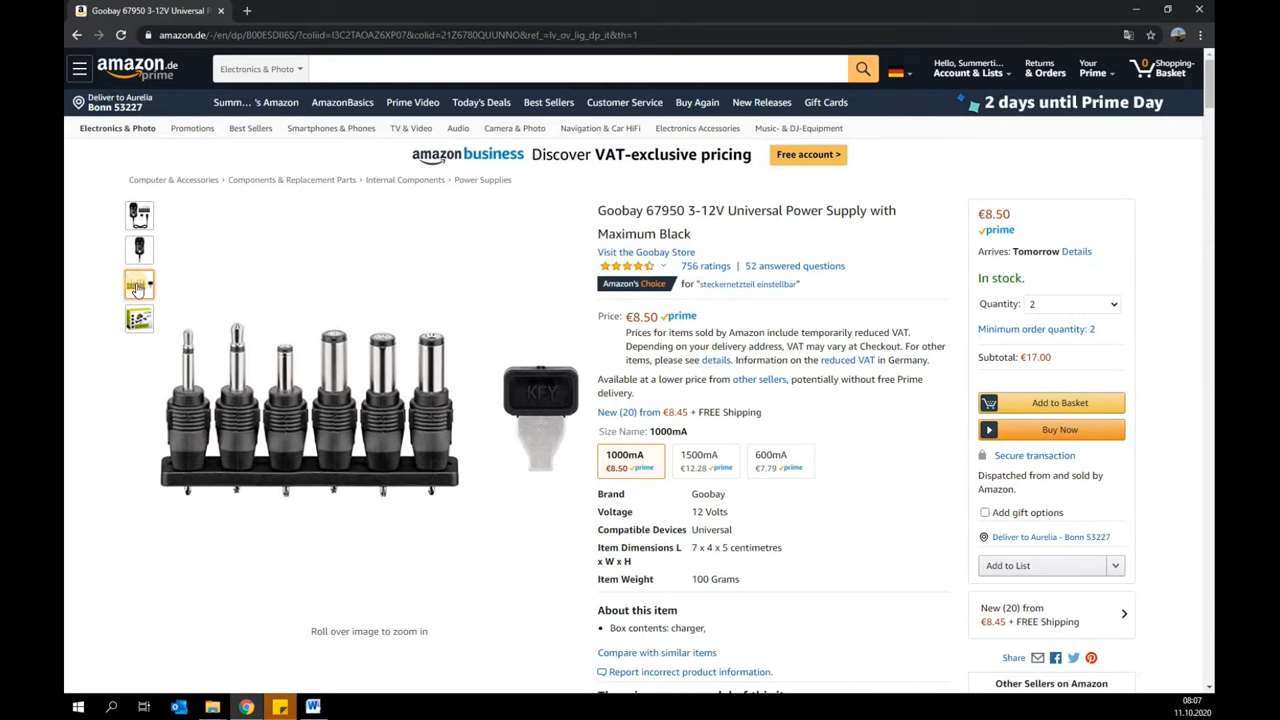 Goobay 67950 3-12V Universal P
amazon.de/-/en/dp/B00ESDII6S/?coliid=I3C2TAOAZ6XP07&colid=21Z6780QUUNNO&ref_=lv_ov_lig_dp_it&th=1
amazon.de
prime
Electronics & Photo
Hello, Summerti...
Account & Lists
Returns
& Orders
Your
Prime
0
Shopping-
Basket
Deliver to Aurelia
Bonn 53227
Summ... 's Amazon
AmazonBasics
Prime Video
Today's Deals
Best Sellers
Customer Service
Buy Again
New Releases
Gift Cards
2 days until Prime Day
Electronics & Photo
Promotions
Best Sellers
Smartphones & Phones
TV & Video
Audio
Camera & Photo
Navigation & Car HiFi
Electronics Accessories
Music- & DJ-Equipment
amazon business Discover VAT-exclusive pricing
Free account >
Computer & Accessories › Components & Replacement Parts › Internal Components › Power Supplies
KEY
Roll over image to zoom in
Goobay 67950 3-12V Universal Power Supply with
Maximum Black
Visit the Goobay Store
756 ratings | 52 answered questions
Amazon's Choice for "steckernetzteil einstellbar"
Price: €8.50 prime
Prices for items sold by Amazon include temporarily reduced VAT.
Depending on your delivery address, VAT may vary at Checkout. For other
items, please see details. Information on the reduced VAT in Germany.
Available at a lower price from other sellers, potentially without free Prime
delivery.
New (20) from €8.45 + FREE Shipping
Size Name: 1000mA
1000mA
€8.50 prime
1500mA
€12.28 prime
600mA
€7.79 prime
Brand Goobay
Voltage 12 Volts
Compatible Devices Universal
Item Dimensions L 7 x 4 x 5 centimetres
x W x H
Item Weight 100 Grams
About this item
• Box contents: charger,
Compare with similar items
Report incorrect product information.
€8.50
prime
Arrives: Tomorrow Details
In stock.
Quantity: 2
Minimum order quantity: 2
Subtotal: €17.00
Add to Basket
Buy Now
Secure transaction
Dispatched from and sold by
Amazon.
Add gift options
Deliver to Aurelia - Bonn 53227
Add to List
New (20) from
€8.45 + FREE Shipping
Share
Other Sellers on Amazon
08:07
11.10.2020